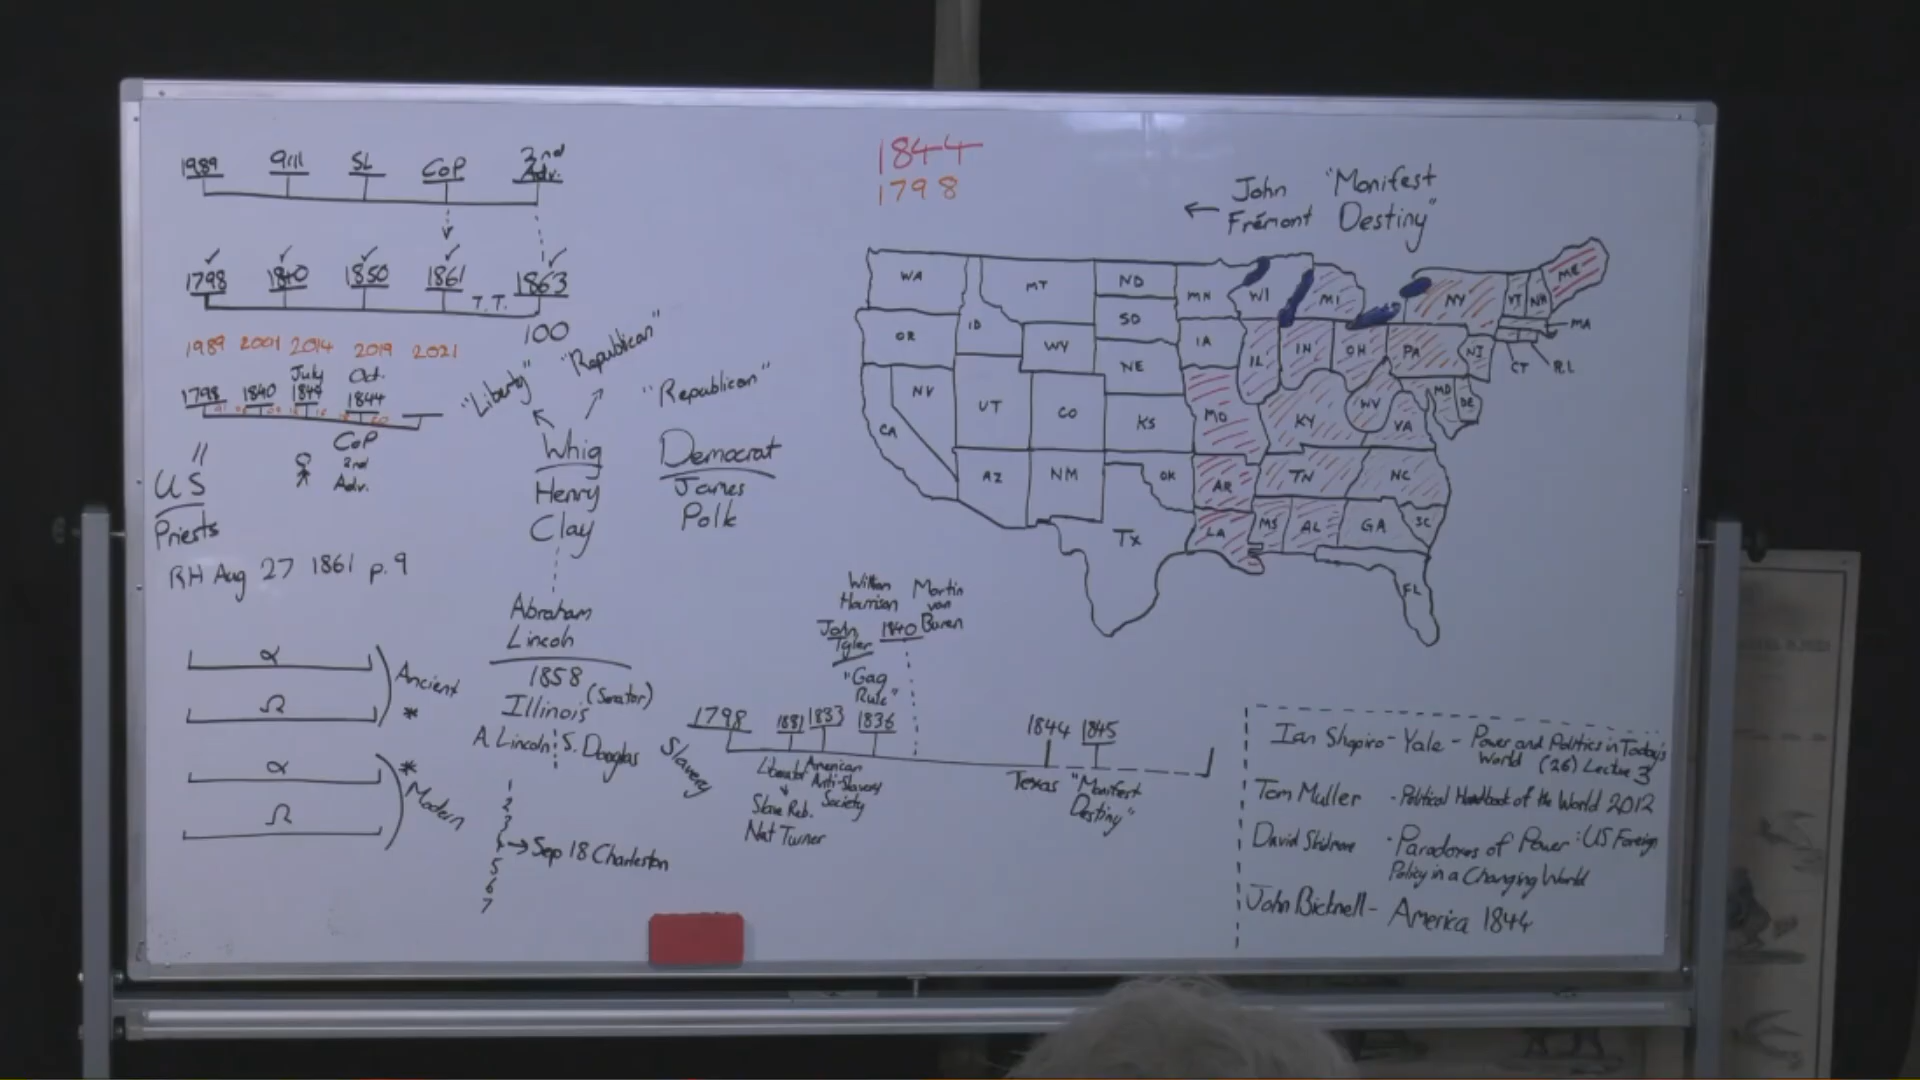 1989 9/11 SL CoP 2nd Adv.
1798 1840 1850 1861 T.T. 1863
100
1989 2001 2014 2019 2021
1798 1840 July 1844 Oct. 1844
CoP
2nd
Adv.
//
US
Priests
RH Aug 27 1861 p. 9
α
Ω
Ancient
*
α
Ω
*
Modern
"Liberty" "Republican"
Whig
Henry
Clay
"Republican"
Democrat
James
Polk
Abraham
Lincoln
1858
(Senator)
Illinois
A. Lincoln S. Douglas
1
2
3
4 → Sep 18 Charleston
5
6
7
1844
1798
← John Frémont
"Manifest
Destiny"
WA MT ND MN WI MI NY VT NH ME
OR ID WY SD IA IL IN OH PA NJ MA
CT R.I.
NV UT CO NE KS MO KY WV VA MD DE
CA AZ NM OK AR TN NC
TX LA MS AL GA SC
FL
William
Harrison
John
Tyler
1840
Martin
van
Buren
"Gag
Rule"
1798 1831 1833 1836 1844 1845
Slavery
Liberator
Slave Reb.
Nat Turner
American
Anti-Slavery
Society
Texas
"Manifest
Destiny"
Ian Shapiro - Yale - Power and Politics in Today's
World (26) Lecture 3
Tom Muller - Political Handbook of the World 2012
David Skidmore - Paradoxes of Power: US Foreign
Policy in a Changing World
John Bicknell - America 1844